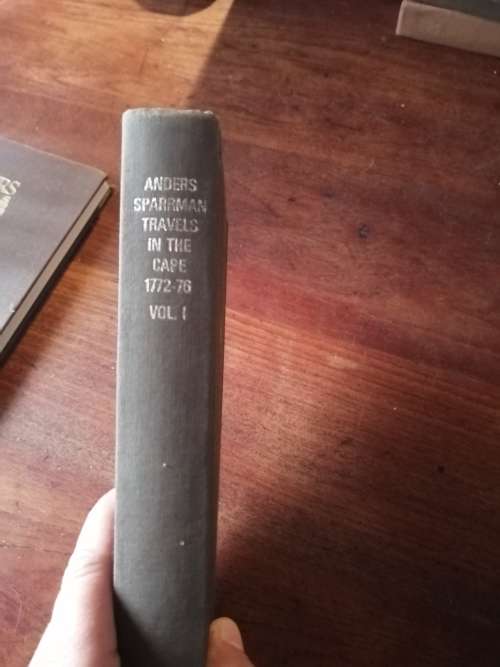 ANDERS
SPARRMAN
TRAVELS
IN THE
CAPE
1772-76
VOL. I